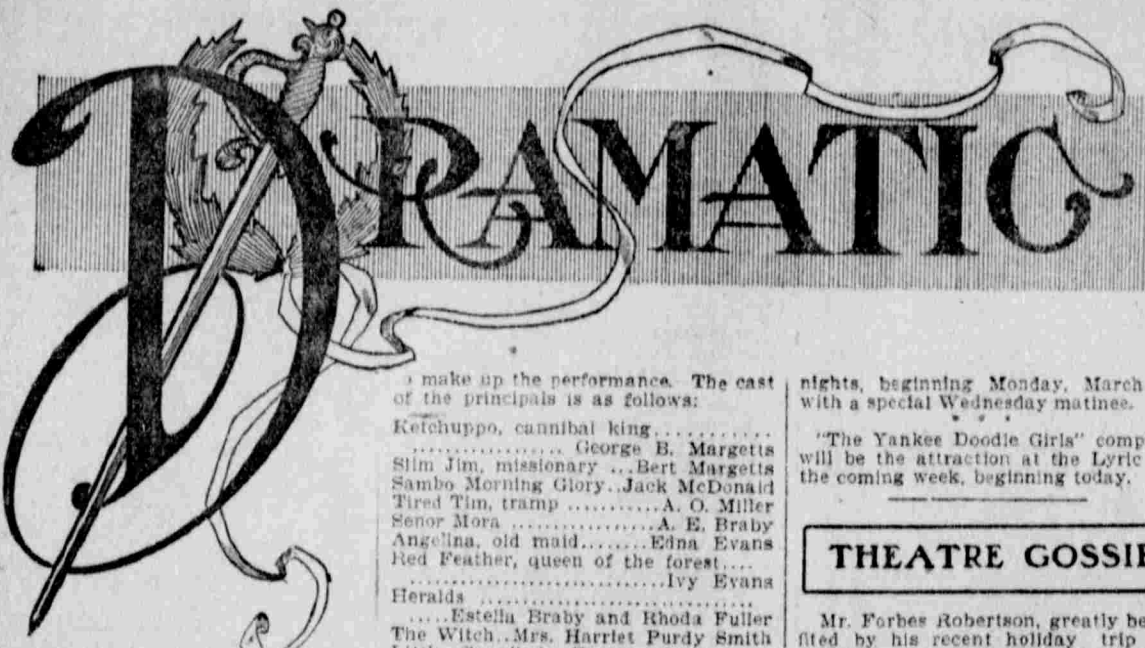 DRAMATIC
make up the performance. The cast
of the principals is as follows:
Ketchuppo, cannibal king...........
................. George B. Margetts
Slim Jim, missionary ...Bert Margetts
Sambo Morning Glory..Jack McDonald
Tired Tim, tramp ...........A. O. Miller
Senor Mora .................A. E. Braby
Angelina, old maid........Edna Evans
Red Feather, queen of the forest....
.............................Ivy Evans
Heralds ............................
.....Estella Braby and Rhoda Fuller
The Witch..Mrs. Harriet Purdy Smith
nights, beginning Monday, March
with a special Wednesday matinee.
"The Yankee Doodle Girls" comp
will be the attraction at the Lyric
the coming week, beginning today.
THEATRE GOSSIP
Mr. Forbes Robertson, greatly be
fited by his recent holiday trip